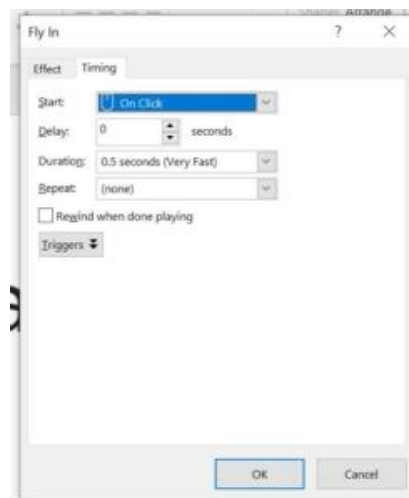 Arrange
Fly In
?
Effect Timing
Start: On Click
Delay: 0 seconds
Duration: 0.5 seconds (Very Fast)
Repeat: (none)
Rewind when done playing
Triggers
OK Cancel